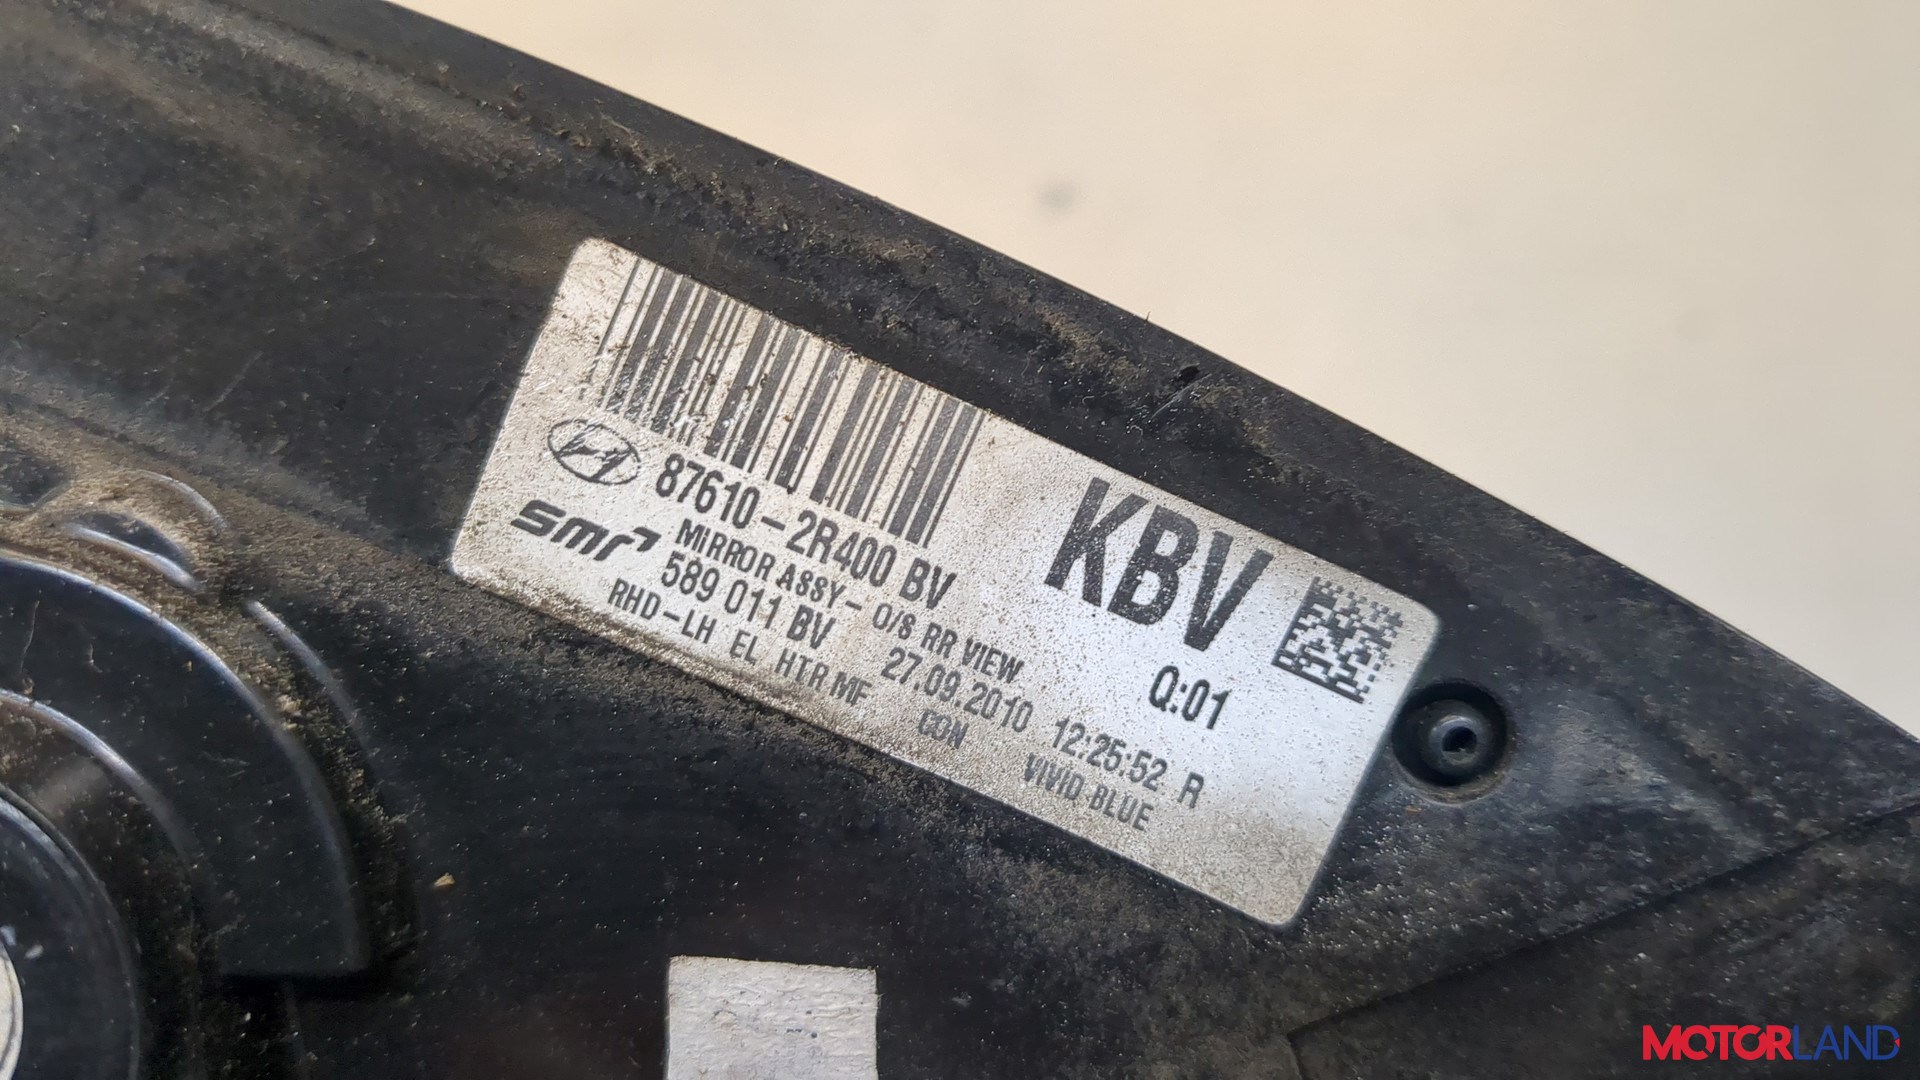 87610-2R400 BV
KBV
MIRROR ASSY- O/S RR VIEW
smr
589 011 BV 27.09.2010 12:25:52 R
Q:01
RHD-LH EL HTR MF CON VIVID BLUE
MOTORLAND